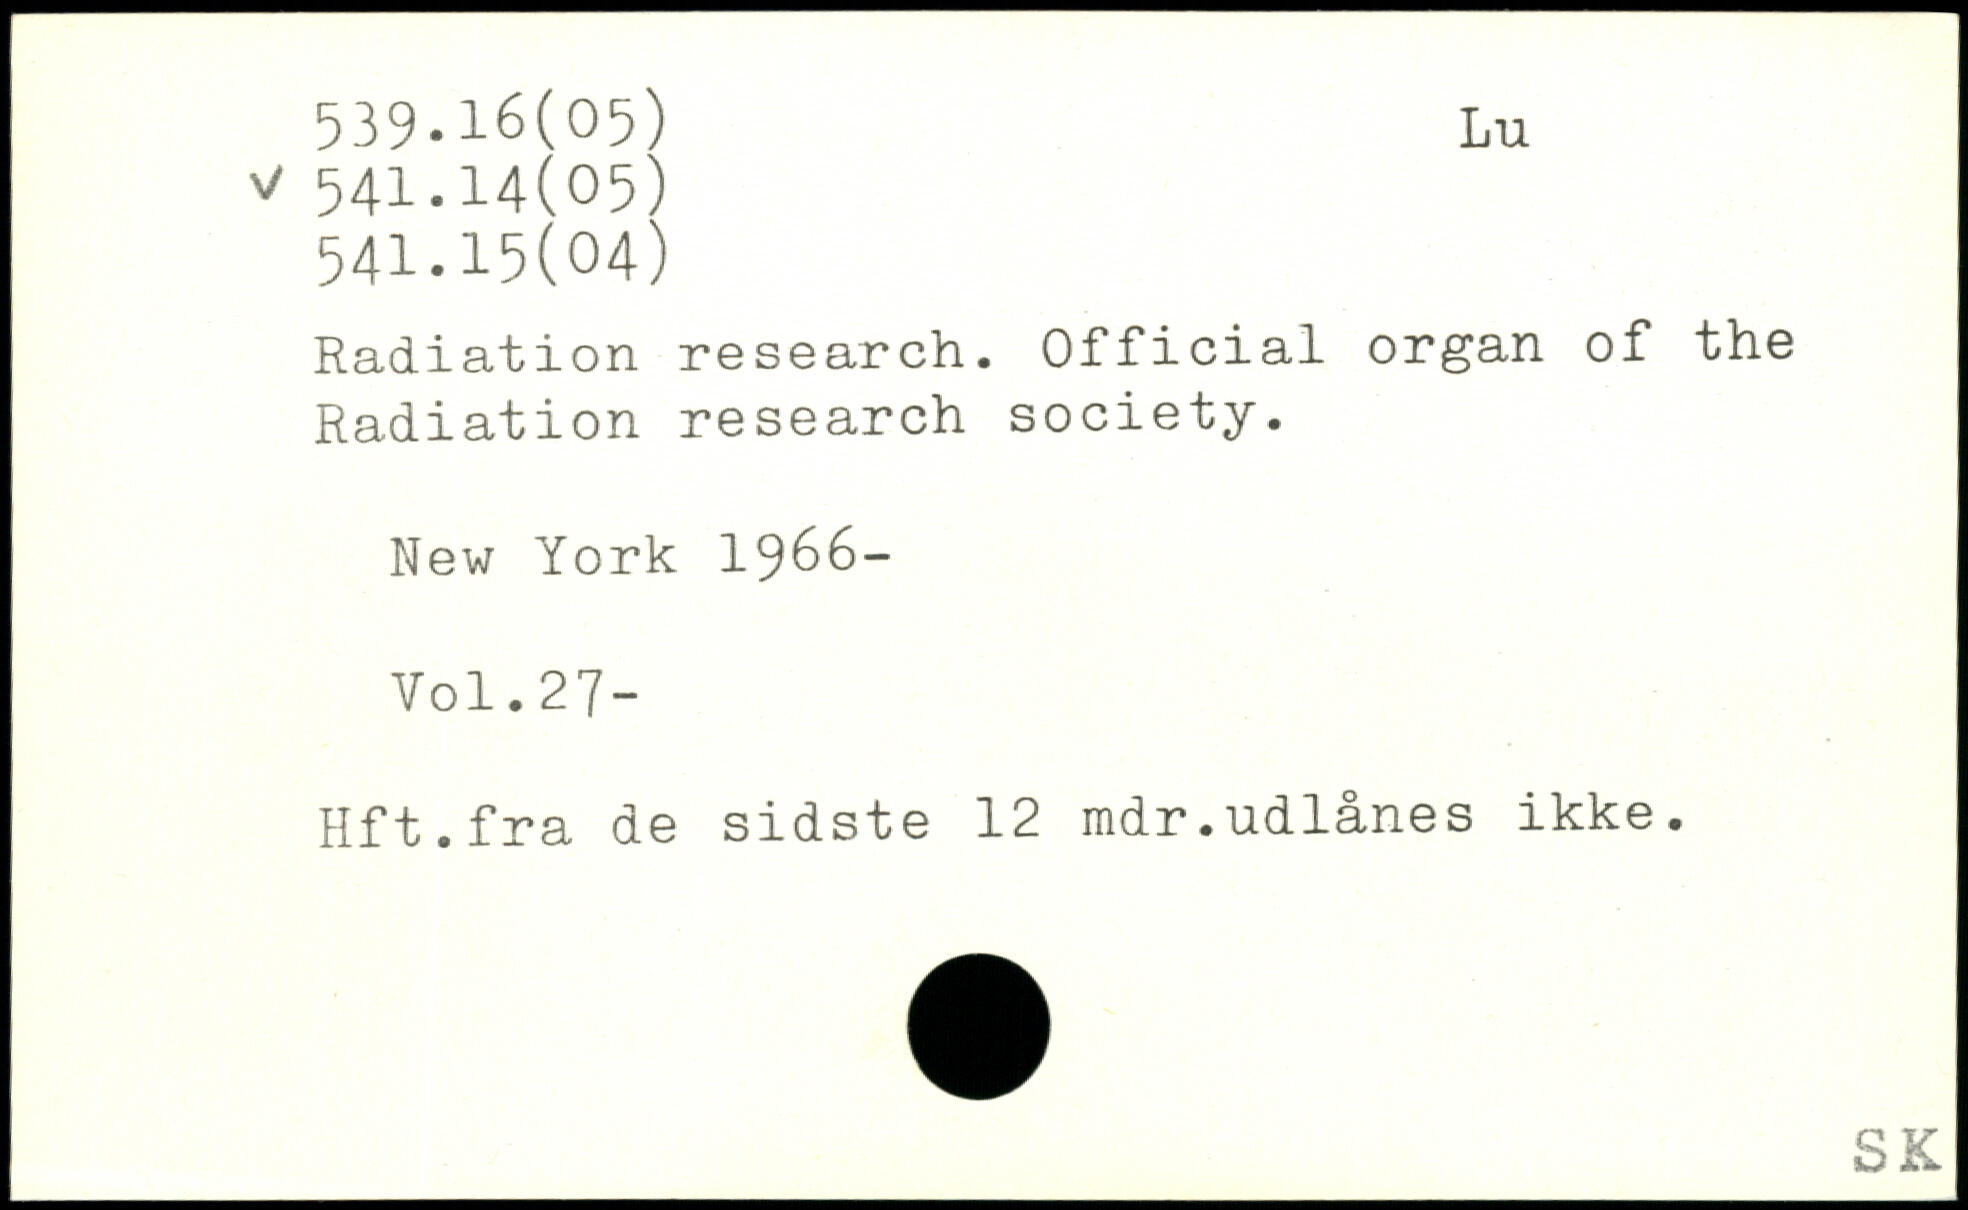 539.16(05)
Lu
v 541.14(05)
541.15(04)
Radiation research. Official organ of the
Radiation research society.
New York 1966-
Vol.27-
Hft.fra de sidste 12 mdr.udlånes ikke.
SK